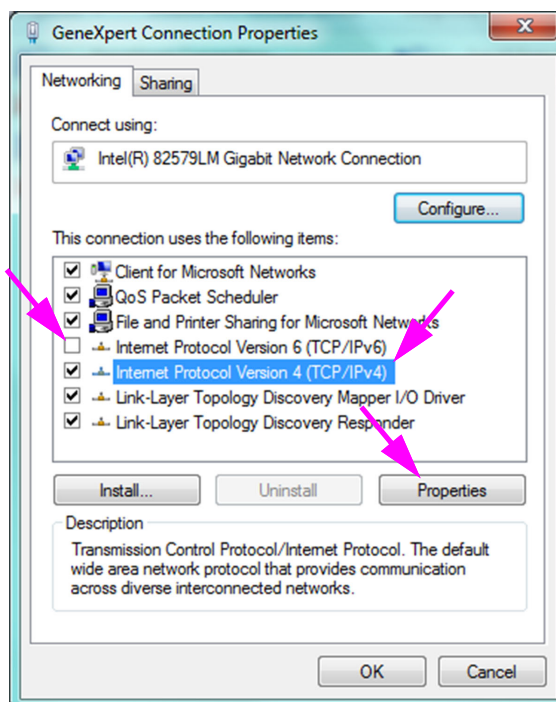 GeneXpert Connection Properties
Networking
Sharing
Connect using:
Intel(R) 82579LM Gigabit Network Connection
Configure...
This connection uses the following items:
Client for Microsoft Networks
QoS Packet Scheduler
File and Printer Sharing for Microsoft Networks
Internet Protocol Version 6 (TCP/IPv6)
Internet Protocol Version 4 (TCP/IPv4)
Link-Layer Topology Discovery Mapper I/O Driver
Link-Layer Topology Discovery Responder
Install...
Uninstall
Properties
Description
Transmission Control Protocol/Internet Protocol. The default
wide area network protocol that provides communication
across diverse interconnected networks.
OK
Cancel